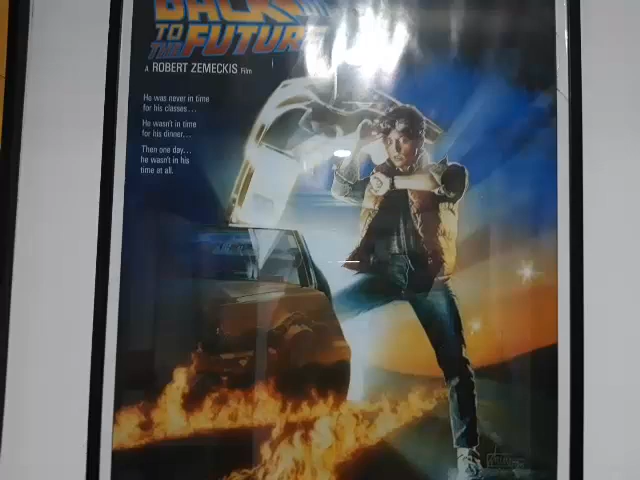 BACK
TO
THE FUTURE
A ROBERT ZEMECKIS Film
He was never in time
for his classes...
He wasn't in time
for his dinner...
Then one day...
he wasn't in his
time at all.